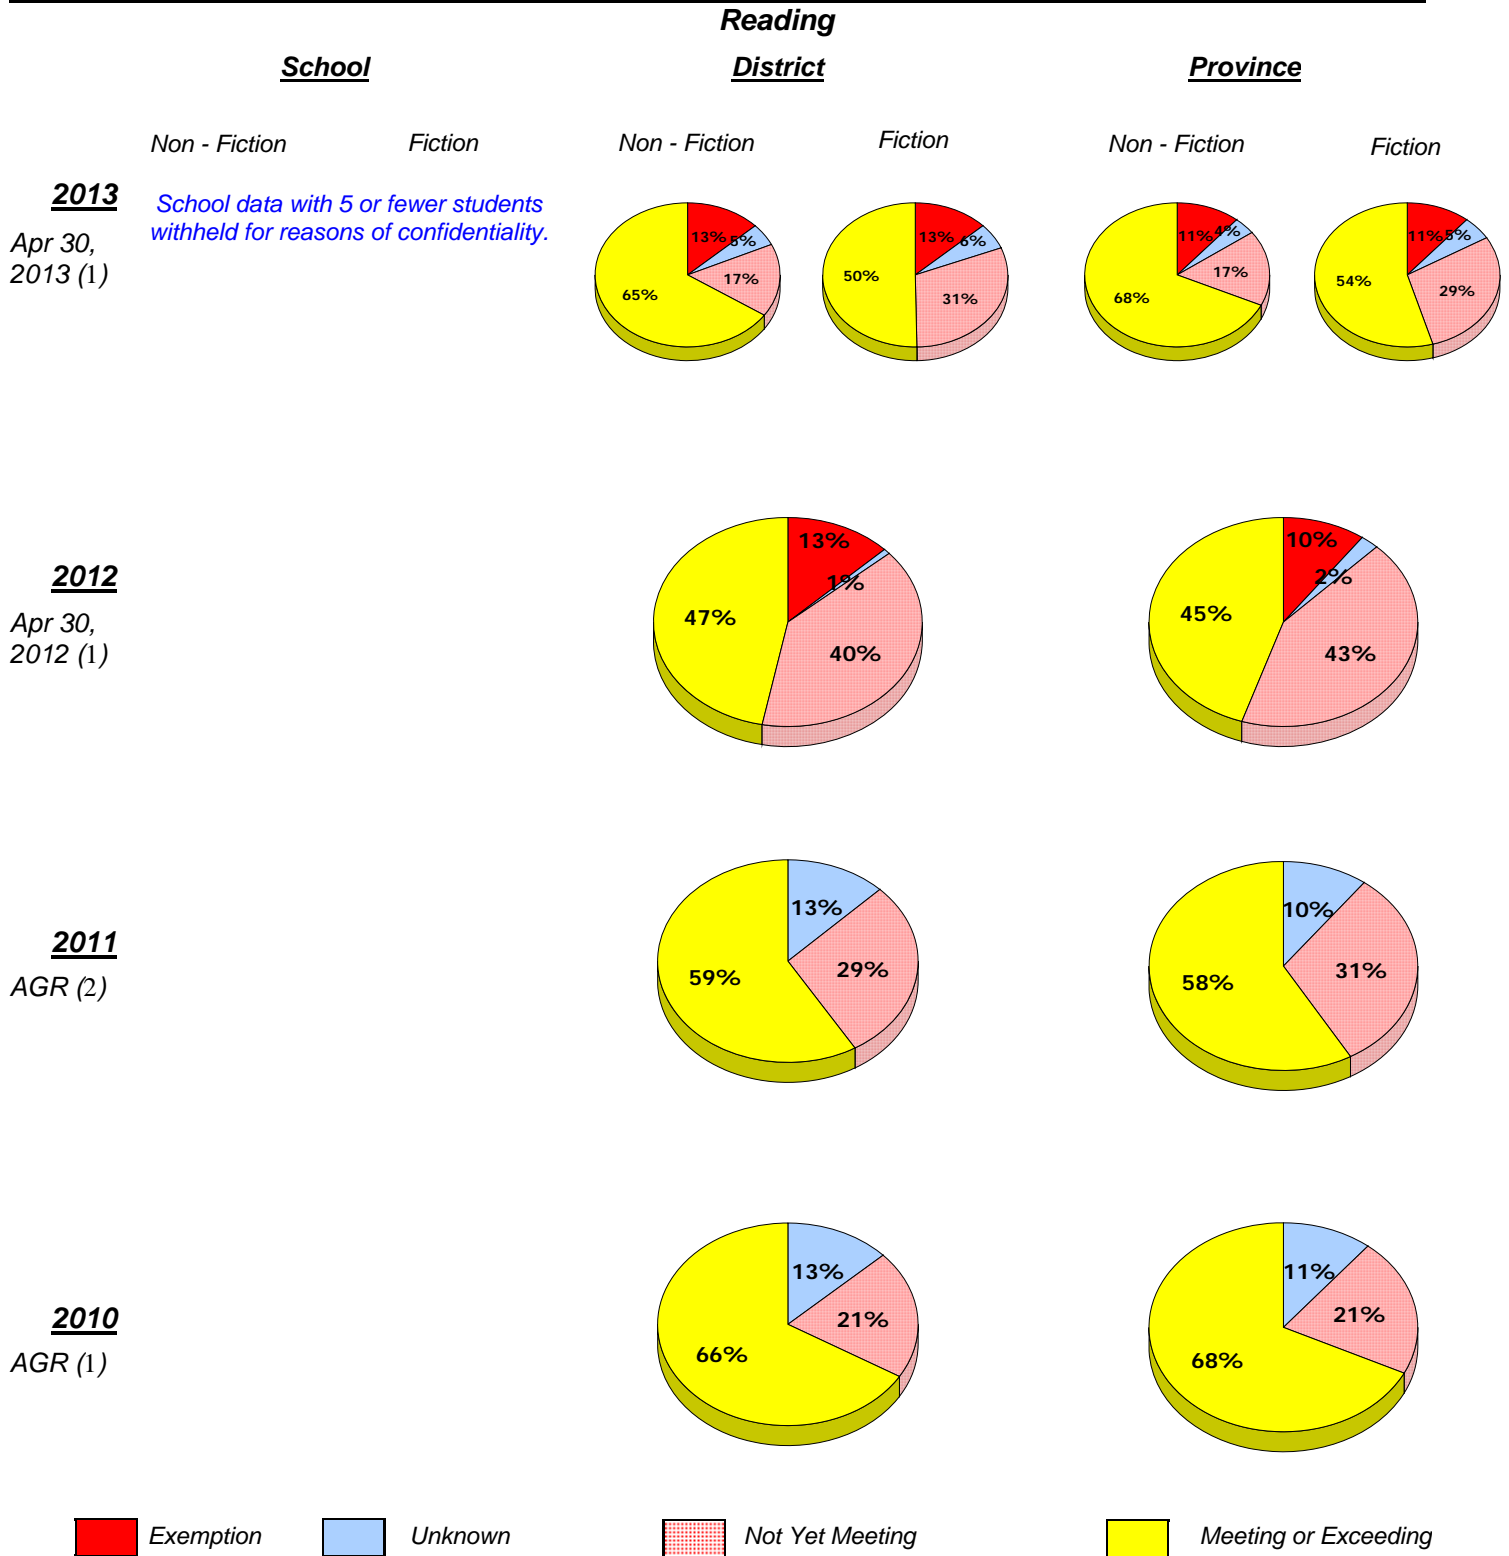 Reading
School District Province
Non - Fiction Fiction Non - Fiction Fiction Non - Fiction Fiction
2013
Apr 30,
2013 (1)
School data with 5 or fewer students
withheld for reasons of confidentiality.
13% 5% 17% 65%
13% 6% 31% 50%
11% 4% 17% 68%
11% 5% 29% 54%
2012
Apr 30,
2012 (1)
13% 1% 40% 47%
10% 2% 43% 45%
2011
AGR (2)
13% 29% 59%
10% 31% 58%
2010
AGR (1)
13% 21% 66%
11% 21% 68%
Exemption Unknown Not Yet Meeting Meeting or Exceeding